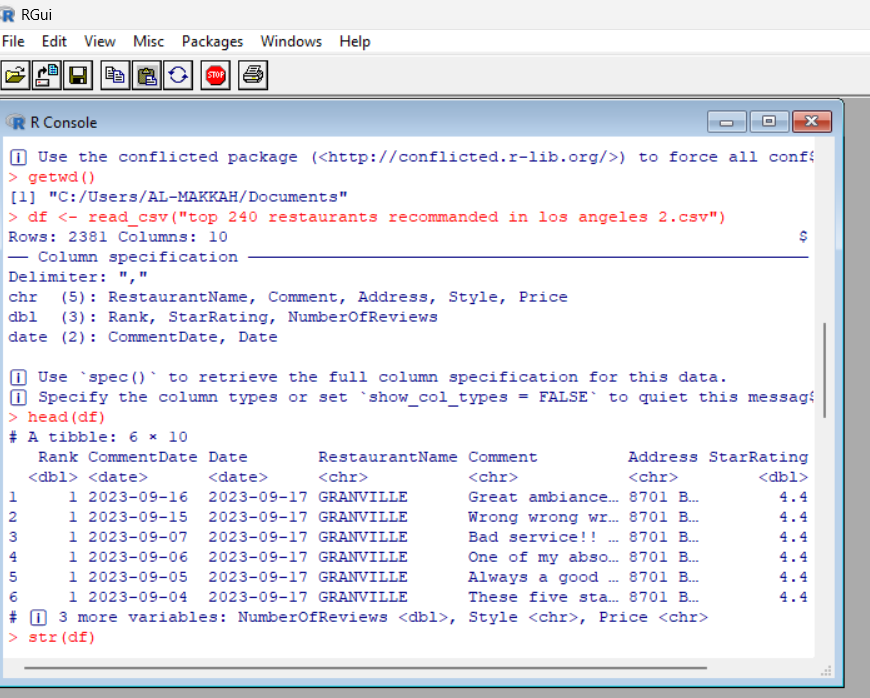 RGui
File Edit View Misc Packages Windows Help
STOP
R Console
ℹ Use the conflicted package (<http://conflicted.r-lib.org/>) to force all conf$
> getwd()
[1] "C:/Users/AL-MAKKAH/Documents"
> df <- read_csv("top 240 restaurants recommanded in los angeles 2.csv")
Rows: 2381 Columns: 10 $
── Column specification ────────────────────────────────────────────────────────
Delimiter: ","
chr (5): RestaurantName, Comment, Address, Style, Price
dbl (3): Rank, StarRating, NumberOfReviews
date (2): CommentDate, Date
ℹ Use `spec()` to retrieve the full column specification for this data.
ℹ Specify the column types or set `show_col_types = FALSE` to quiet this messag$
> head(df)
# A tibble: 6 × 10
Rank CommentDate Date RestaurantName Comment Address StarRating
<dbl> <date> <date> <chr> <chr> <chr> <dbl>
1 1 2023-09-16 2023-09-17 GRANVILLE Great ambiance… 8701 B… 4.4
2 1 2023-09-15 2023-09-17 GRANVILLE Wrong wrong wr… 8701 B… 4.4
3 1 2023-09-07 2023-09-17 GRANVILLE Bad service!! … 8701 B… 4.4
4 1 2023-09-06 2023-09-17 GRANVILLE One of my abso… 8701 B… 4.4
5 1 2023-09-05 2023-09-17 GRANVILLE Always a good … 8701 B… 4.4
6 1 2023-09-04 2023-09-17 GRANVILLE These five sta… 8701 B… 4.4
# ℹ 3 more variables: NumberOfReviews <dbl>, Style <chr>, Price <chr>
> str(df)